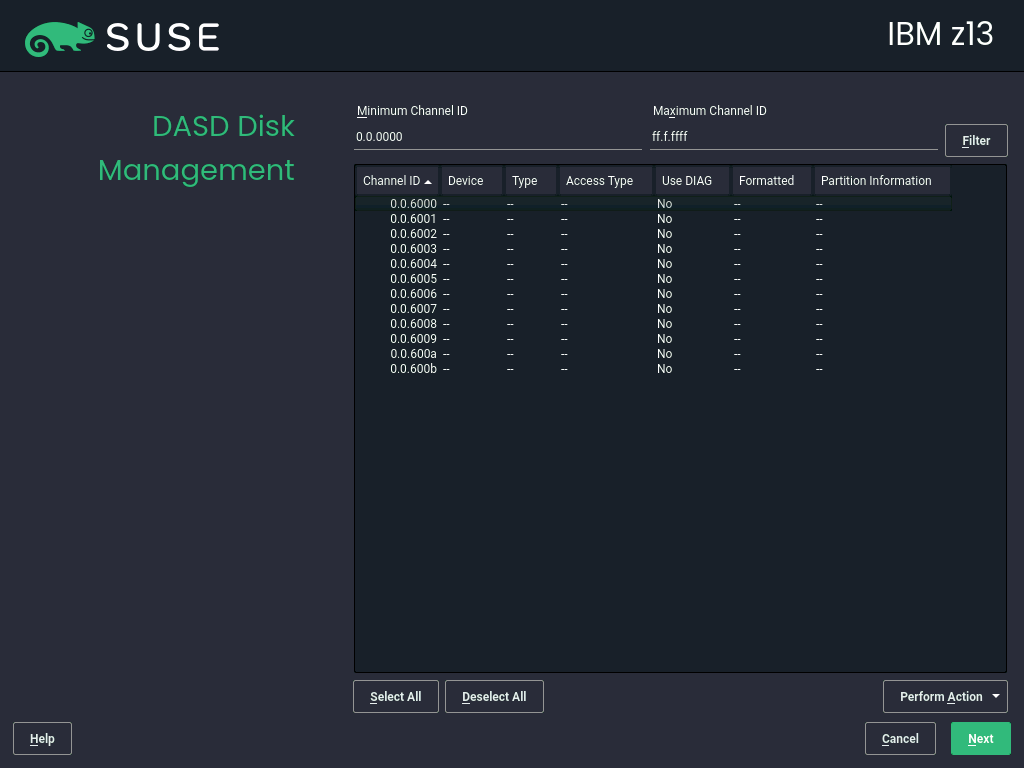 SUSE
IBM z13
DASD Disk
Management
Minimum Channel ID
Maximum Channel ID
0.0.0000
ff.f.ffff
Filter
Channel ID Device Type Access Type Use DIAG Formatted Partition Information
0.0.6000 -- -- -- No -- --
0.0.6001 -- -- -- No -- --
0.0.6002 -- -- -- No -- --
0.0.6003 -- -- -- No -- --
0.0.6004 -- -- -- No -- --
0.0.6005 -- -- -- No -- --
0.0.6006 -- -- -- No -- --
0.0.6007 -- -- -- No -- --
0.0.6008 -- -- -- No -- --
0.0.6009 -- -- -- No -- --
0.0.600a -- -- -- No -- --
0.0.600b -- -- -- No -- --
Select All
Deselect All
Perform Action
Help
Cancel
Next